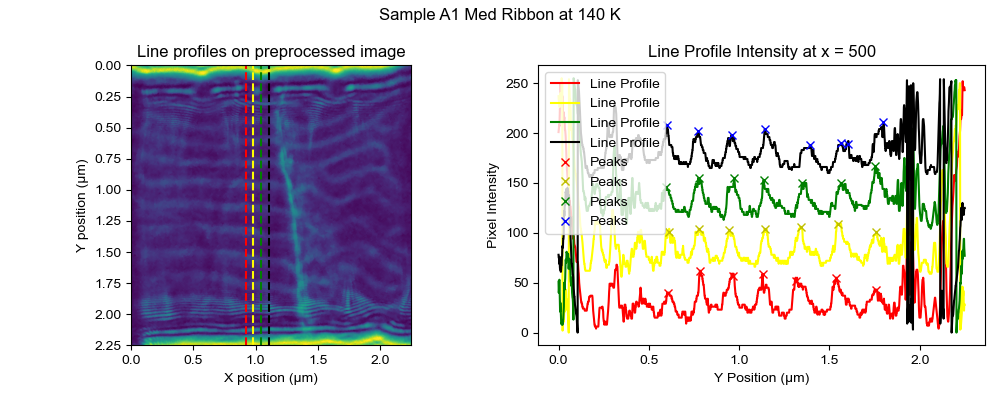 Sample A1 Med Ribbon at 140 K
Line profiles on preprocessed image
0.00
0.25
0.50
0.75
1.00
1.25
1.50
1.75
2.00
2.25
Y position (μm)
0.0
0.5
1.0
1.5
2.0
X position (μm)
Line Profile Intensity at x = 500
250
200
150
100
50
0
Pixel Intensity
Line Profile
Line Profile
Line Profile
Line Profile
Peaks
Peaks
Peaks
Peaks
0.0
0.5
1.0
1.5
2.0
Y Position (μm)